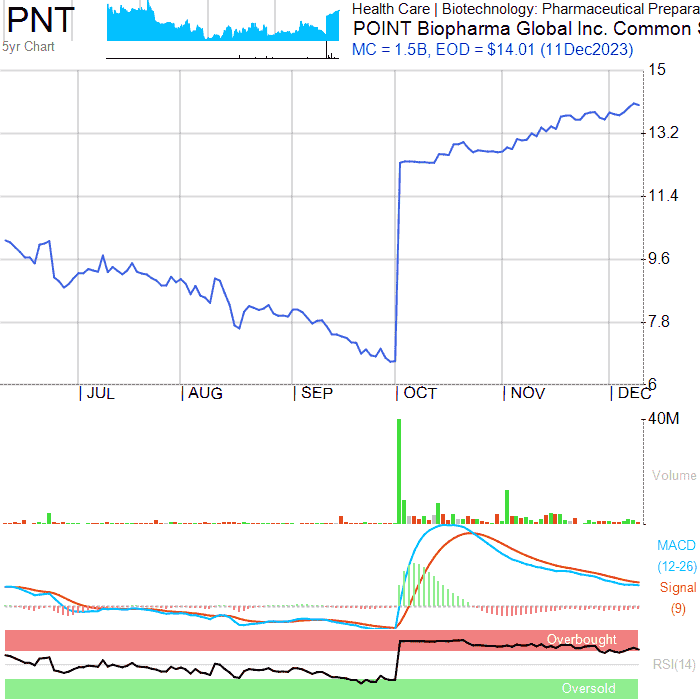 PNT
5yr Chart
Health Care | Biotechnology: Pharmaceutical Prepara
POINT Biopharma Global Inc. Common S
MC = 1.5B, EOD = $14.01 (11Dec2023)
15
13.2
11.4
9.6
7.8
6
JUL
AUG
SEP
OCT
NOV
DEC
40M
Volume
MACD
(12-26)
Signal
(9)
Overbought
RSI(14)
Oversold